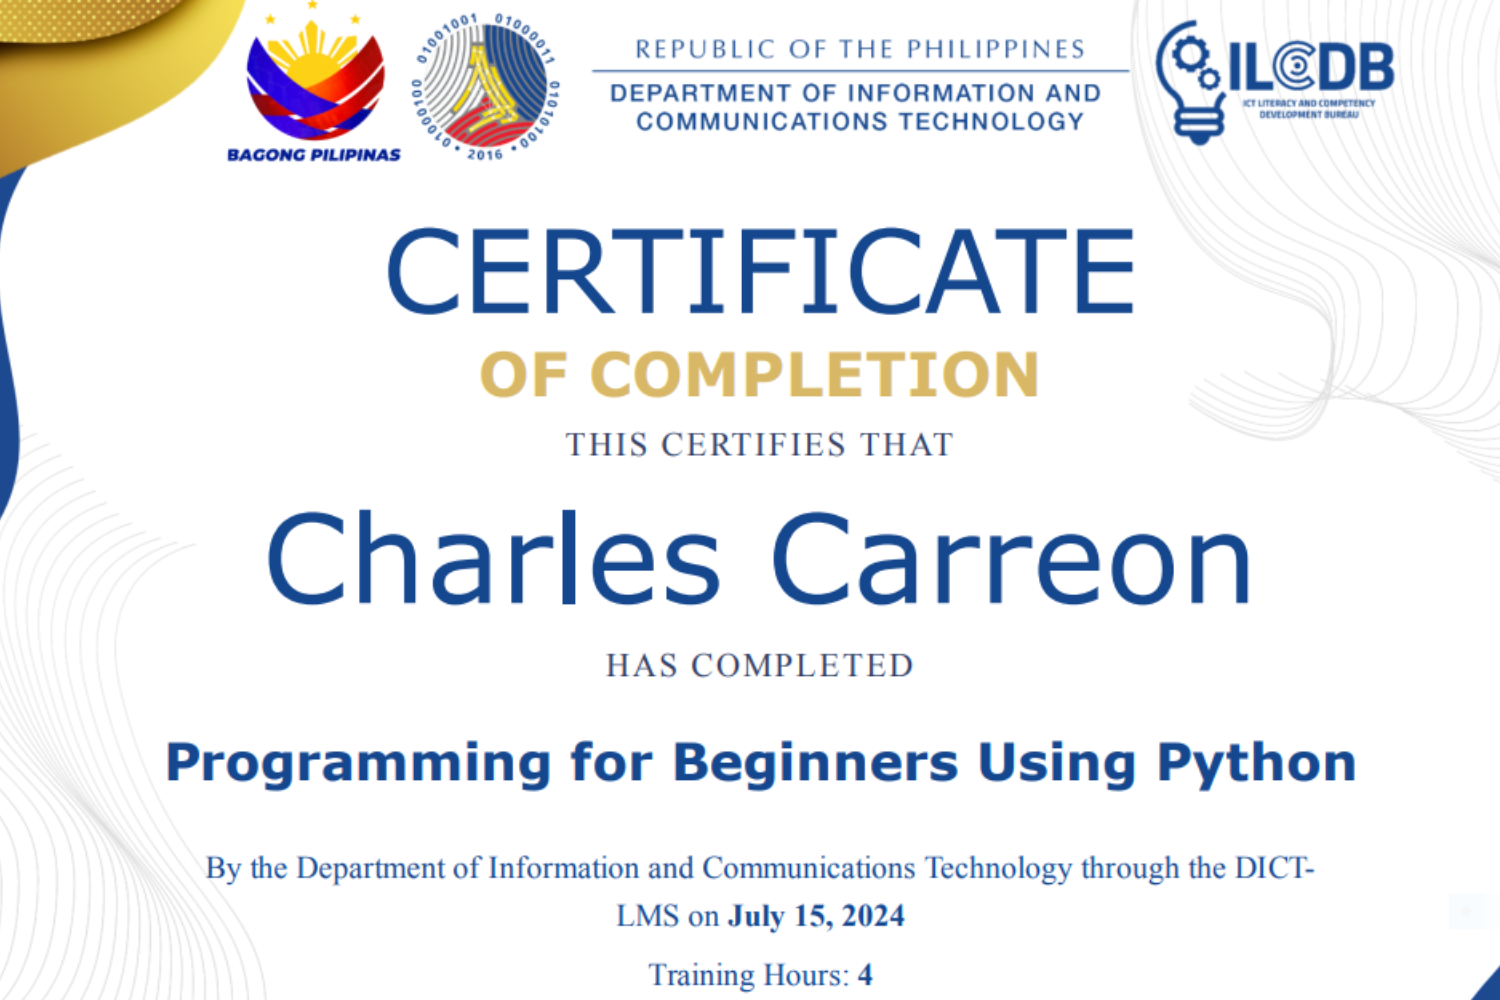 BAGONG PILIPINAS
01000100 01001001 01000011 01010100
• 2016 •
REPUBLIC OF THE PHILIPPINES
DEPARTMENT OF INFORMATION AND
COMMUNICATIONS TECHNOLOGY
ILCDB
ICT LITERACY AND COMPETENCY
DEVELOPMENT BUREAU
CERTIFICATE
OF COMPLETION
THIS CERTIFIES THAT
Charles Carreon
HAS COMPLETED
Programming for Beginners Using Python
By the Department of Information and Communications Technology through the DICT-
LMS on July 15, 2024
Training Hours: 4